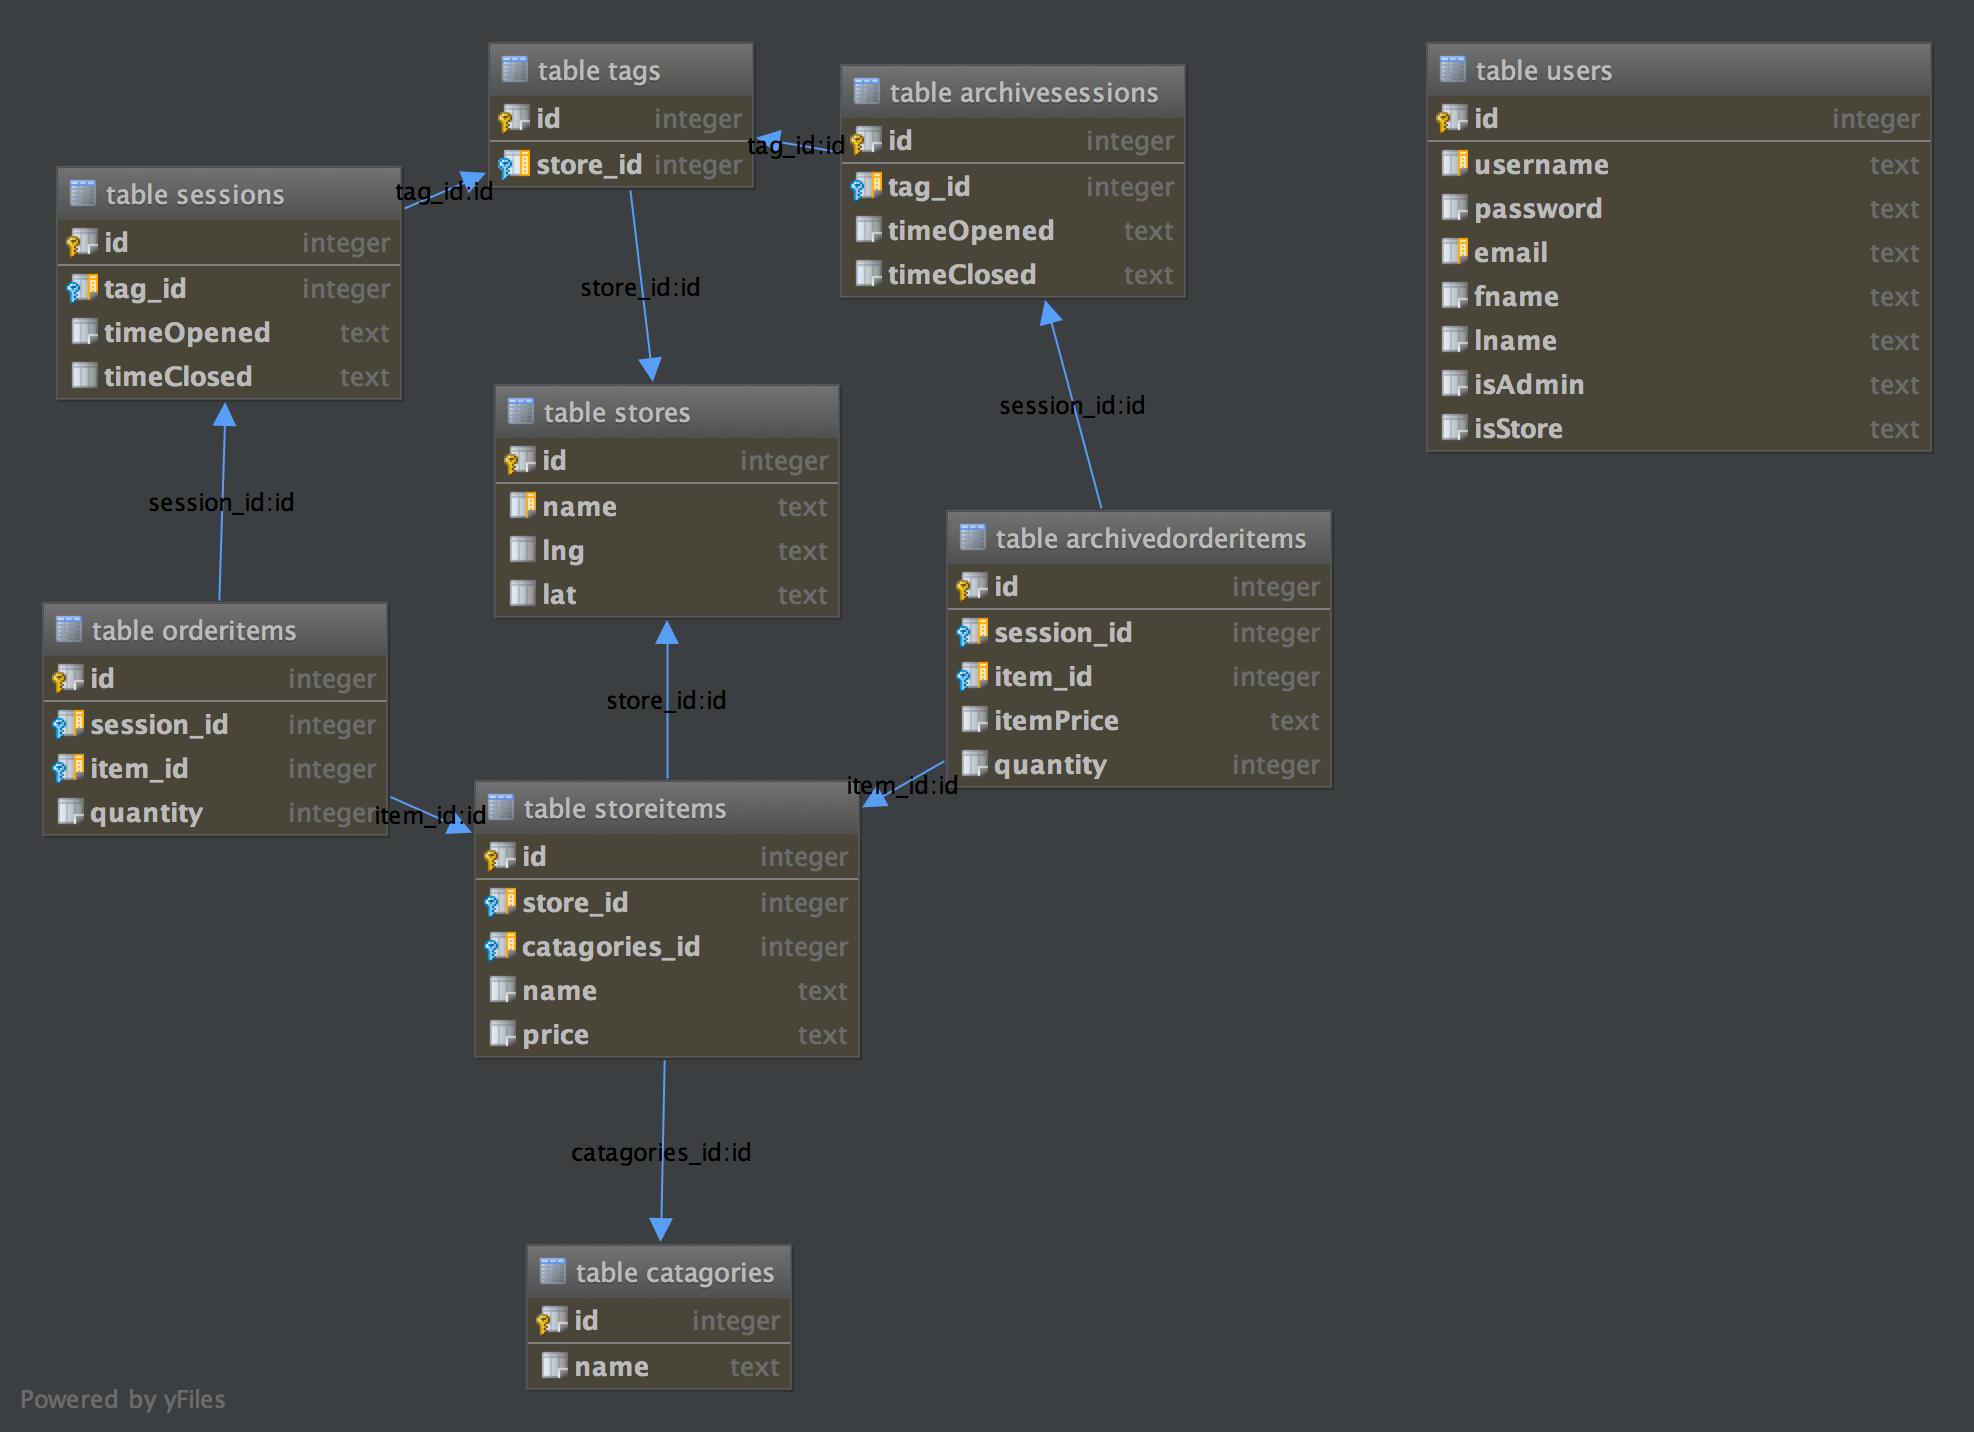 table tags
id integer
store_id integer
table archivesessions
id integer
tag_id integer
timeOpened text
timeClosed text
table users
id integer
username text
password text
email text
fname text
lname text
isAdmin text
isStore text
tag_id:id
tag_id:id
table sessions
id integer
tag_id integer
timeOpened text
timeClosed text
store_id:id
session_id:id
table stores
id integer
name text
lng text
lat text
session_id:id
table archivedorderitems
id integer
session_id integer
item_id integer
itemPrice text
quantity integer
table orderitems
id integer
session_id integer
item_id integer
quantity integer
store_id:id
item_id:id
item_id:id
table storeitems
id integer
store_id integer
catagories_id integer
name text
price text
catagories_id:id
table catagories
id integer
name text
Powered by yFiles